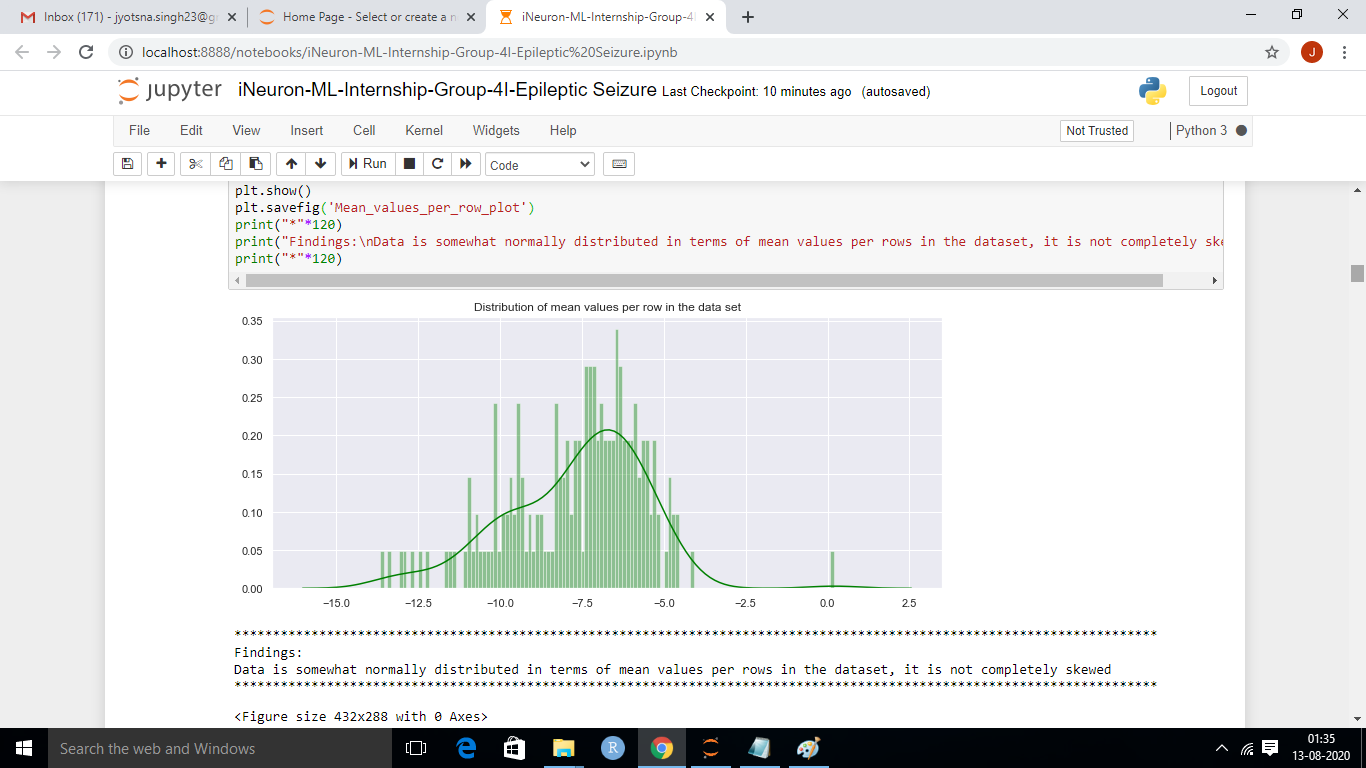 Inbox (171) - jyotsna.singh23@g
Home Page - Select or create a n
iNeuron-ML-Internship-Group-4I
localhost:8888/notebooks/iNeuron-ML-Internship-Group-4I-Epileptic%20Seizure.ipynb
J
jupyter iNeuron-ML-Internship-Group-4I-Epileptic Seizure Last Checkpoint: 10 minutes ago (autosaved)
Logout
File Edit View Insert Cell Kernel Widgets Help
Not Trusted
Python 3
Run
Code
plt.show()
plt.savefig('Mean_values_per_row_plot')
print("*"*120)
print("Findings:\nData is somewhat normally distributed in terms of mean values per rows in the dataset, it is not completely ske
print("*"*120)
Distribution of mean values per row in the data set
0.35
0.30
0.25
0.20
0.15
0.10
0.05
0.00
−15.0 −12.5 −10.0 −7.5 −5.0 −2.5 0.0 2.5
************************************************************************************************************************
Findings:
Data is somewhat normally distributed in terms of mean values per rows in the dataset, it is not completely skewed
************************************************************************************************************************
<Figure size 432x288 with 0 Axes>
Search the web and Windows
R
01:35
13-08-2020